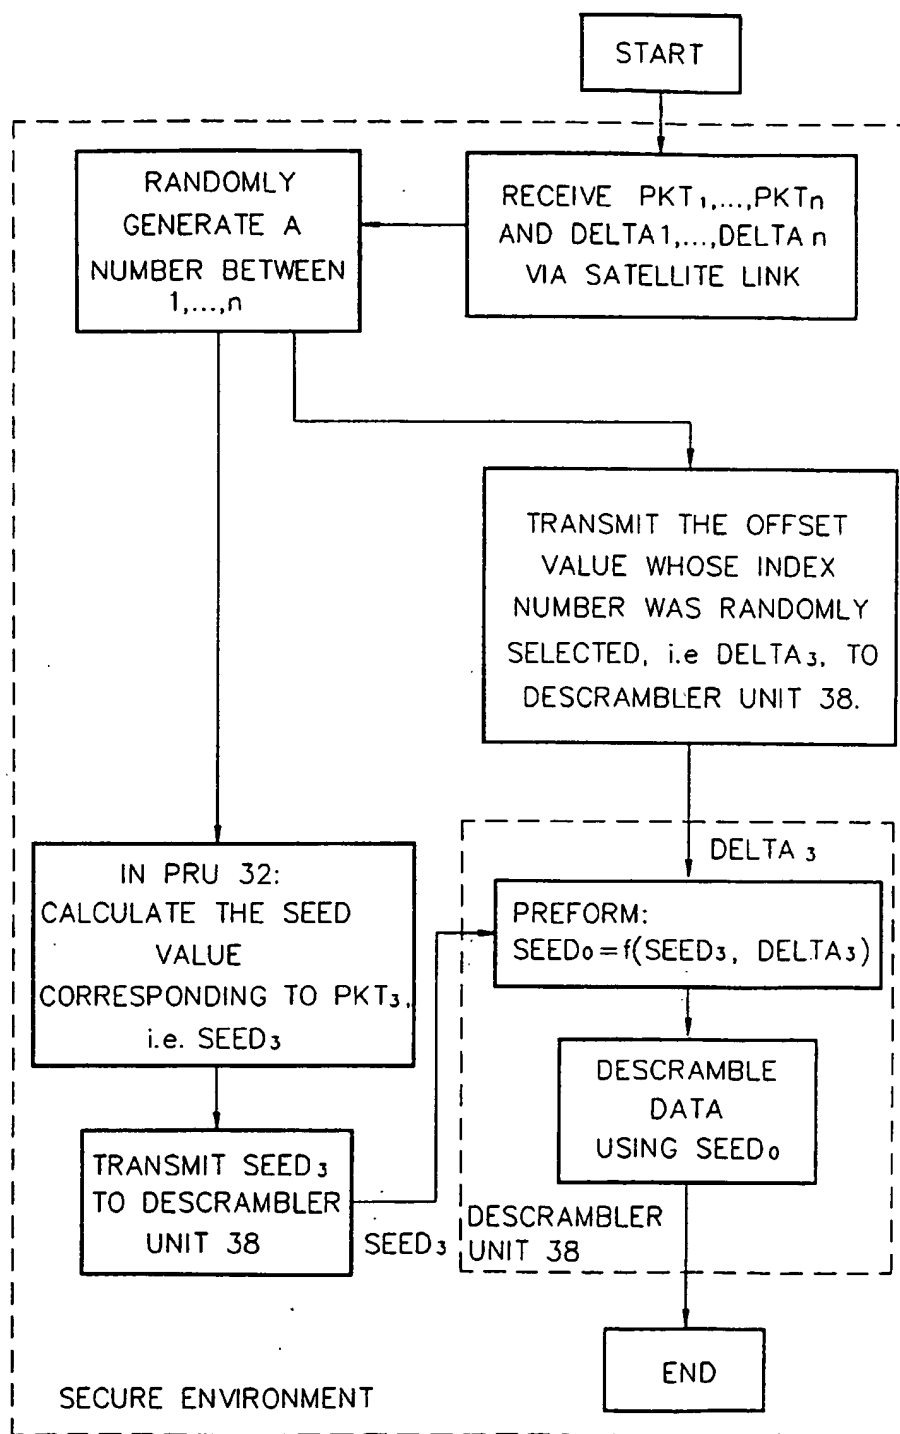 START
RECEIVE PKT₁,...,PKTn
AND DELTA1,...,DELTA n
VIA SATELLITE LINK
RANDOMLY
GENERATE A
NUMBER BETWEEN
1,...,n
TRANSMIT THE OFFSET
VALUE WHOSE INDEX
NUMBER WAS RANDOMLY
SELECTED, i.e DELTA₃, TO
DESCRAMBLER UNIT 38.
IN PRU 32:
CALCULATE THE SEED
VALUE
CORRESPONDING TO PKT₃,
i.e. SEED₃
TRANSMIT SEED₃
TO DESCRAMBLER
UNIT 38
SEED₃
DELTA ₃
PREFORM:
SEED₀=f(SEED₃, DELTA₃)
DESCRAMBLE
DATA
USING SEED₀
DESCRAMBLER
UNIT 38
END
SECURE ENVIRONMENT